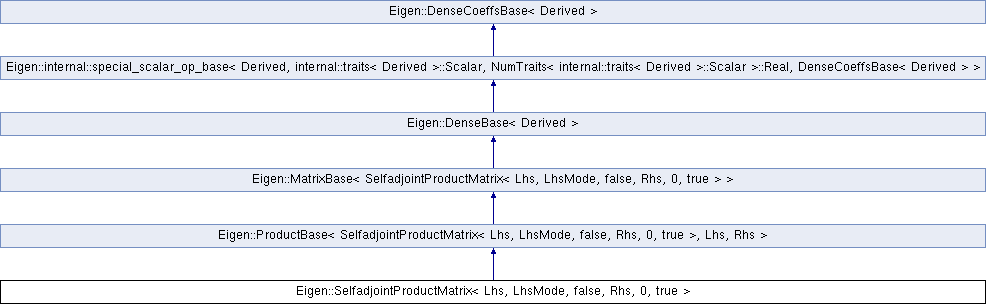 Eigen::DenseCoeffsBase< Derived >
Eigen::internal::special_scalar_op_base< Derived, internal::traits< Derived >::Scalar, NumTraits< internal::traits< Derived >::Scalar >::Real, DenseCoeffsBase< Derived > >
Eigen::DenseBase< Derived >
Eigen::MatrixBase< SelfadjointProductMatrix< Lhs, LhsMode, false, Rhs, 0, true > >
Eigen::ProductBase< SelfadjointProductMatrix< Lhs, LhsMode, false, Rhs, 0, true >, Lhs, Rhs >
Eigen::SelfadjointProductMatrix< Lhs, LhsMode, false, Rhs, 0, true >